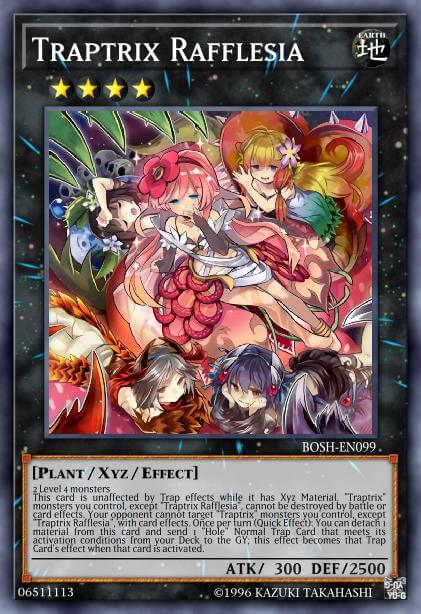 Traptrix Rafflesia
EARTH
地
BOSH-EN099
[Plant / Xyz / Effect]
2 Level 4 monsters
This card is unaffected by Trap effects while it has Xyz Material, "Traptrix"
monsters you control, except "Traptrix Rafflesia", cannot be destroyed by battle or
card effects. Your opponent cannot target "Traptrix" monsters you control, except
"Traptrix Rafflesia", with card effects. Once per turn (Quick Effect): You can detach 1
material from this card and send 1 "Hole" Normal Trap Card that meets its
activation conditions from your Deck to the GY; this effect becomes that Trap
Card's effect when that card is activated.
ATK/ 300 DEF/2500
06511113
©1996 KAZUKI TAKAHASHI